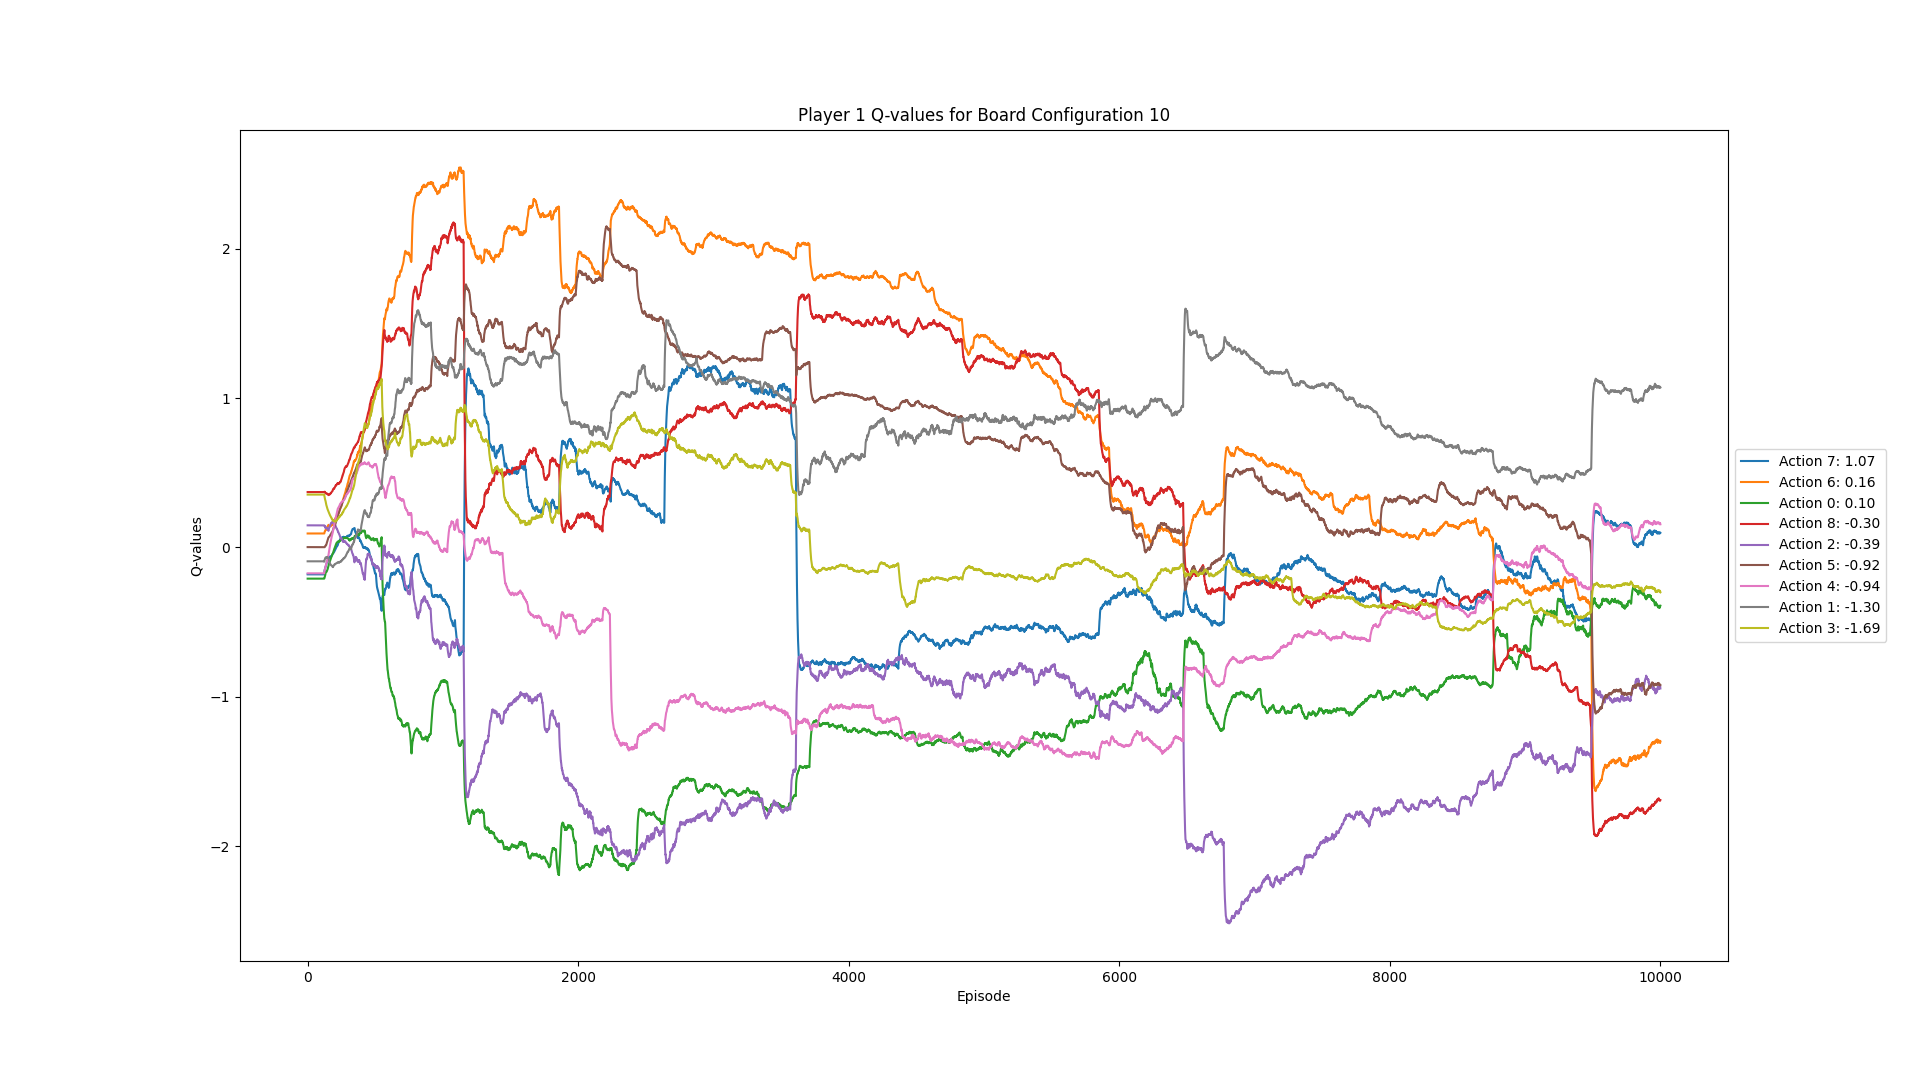 Player 1 Q-values for Board Configuration 10
2
1
0
−1
−2
Q-values
0
2000
4000
6000
8000
10000
Episode
Action 7: 1.07
Action 6: 0.16
Action 0: 0.10
Action 8: -0.30
Action 2: -0.39
Action 5: -0.92
Action 4: -0.94
Action 1: -1.30
Action 3: -1.69